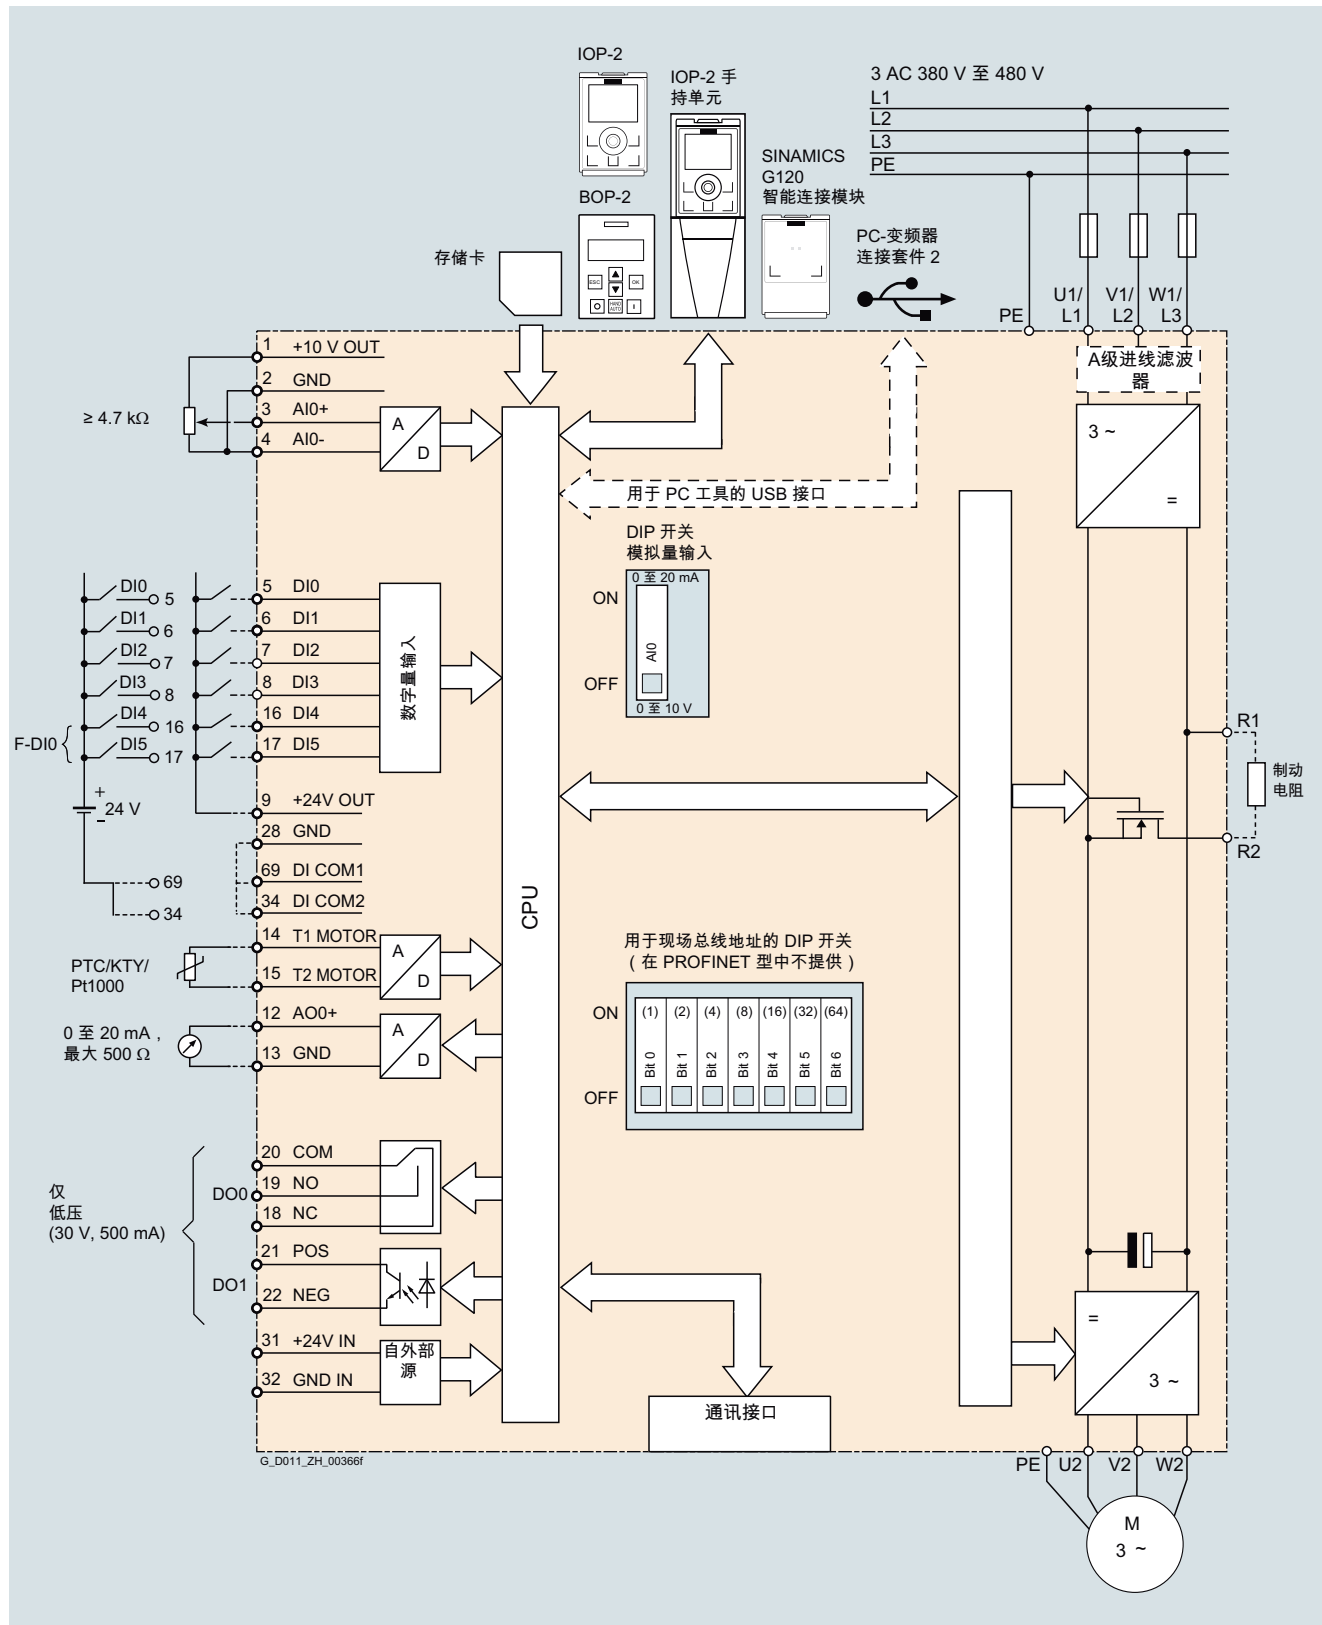 IOP-2
IOP-2 手
持单元
3 AC 380 V 至 480 V
L1
L2
L3
PE
SINAMICS
G120
智能连接模块
BOP-2
ESC
OK
HAND
AUTO
I
存储卡
PC-变频器
连接套件 2
PE
U1/
L1
V1/
L2
W1/
L3
A级进线滤波
器
3 ~
=
1 +10 V OUT
2 GND
3 AI0+
4 AI0-
≥ 4.7 kΩ
A
D
用于 PC 工具的 USB 接口
DIP 开关
模拟量输入
0 至 20 mA
ON
AI0
OFF
0 至 10 V
DI0 5
DI1 6
DI2 7
DI3 8
DI4 16
DI5 17
F-DI0
+
24 V
−
69
34
5 DI0
6 DI1
7 DI2
8 DI3
16 DI4
17 DI5
数字量输入
9 +24V OUT
28 GND
69 DI COM1
34 DI COM2
R1
制动
电阻
R2
CPU
14 T1 MOTOR
15 T2 MOTOR
PTC/KTY/
Pt1000
A
D
12 AO0+
13 GND
0 至 20 mA，
最大 500 Ω
A
D
用于现场总线地址的 DIP 开关
（在 PROFINET 型中不提供）
ON
(1) (2) (4) (8) (16) (32) (64)
Bit 0 Bit 1 Bit 2 Bit 3 Bit 4 Bit 5 Bit 6
OFF
20 COM
19 NO
18 NC
DO0
仅
低压
(30 V, 500 mA)
21 POS
22 NEG
DO1
31 +24V IN
32 GND IN
自外部
源
通讯接口
=
3 ~
G_D011_ZH_00366f
PE U2 V2 W2
M
3 ~